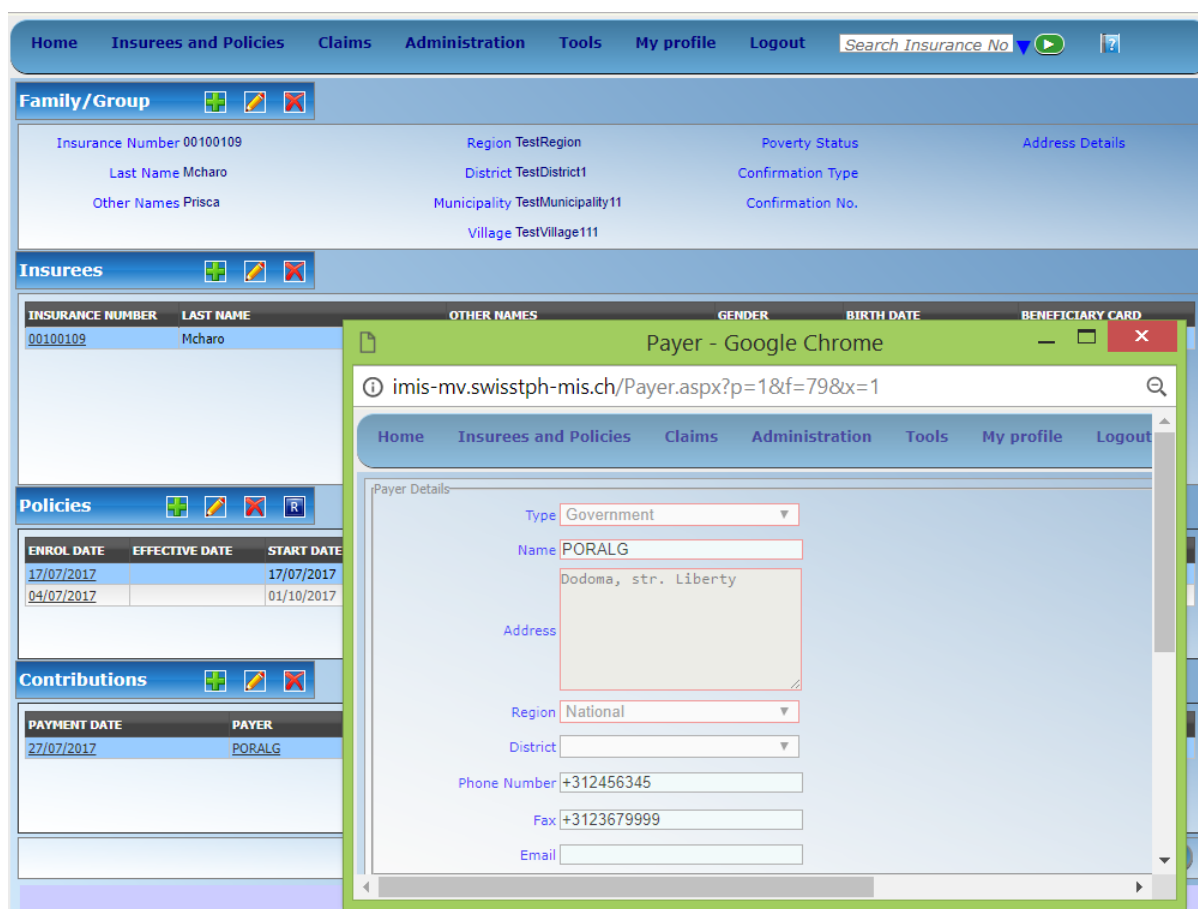 Home Insurees and Policies Claims Administration Tools My profile Logout Search Insurance No ?
Family/Group
Insurance Number 00100109 Region TestRegion Poverty Status Address Details
Last Name Mcharo District TestDistrict1 Confirmation Type
Other Names Prisca Municipality TestMunicipality11 Confirmation No.
Village TestVillage111
Insurees
INSURANCE NUMBER LAST NAME OTHER NAMES GENDER BIRTH DATE BENEFICIARY CARD
00100109 Mcharo
Payer - Google Chrome
imis-mv.swisstph-mis.ch/Payer.aspx?p=1&f=79&x=1
Home Insurees and Policies Claims Administration Tools My profile Logout
Payer Details
Type Government
Name PORALG
Dodoma, str. Liberty
Address
Region National
District
Phone Number +312456345
Fax +3123679999
Email
Policies R
ENROL DATE EFFECTIVE DATE START DATE
17/07/2017 17/07/2017
04/07/2017 01/10/2017
Contributions
PAYMENT DATE PAYER
27/07/2017 PORALG